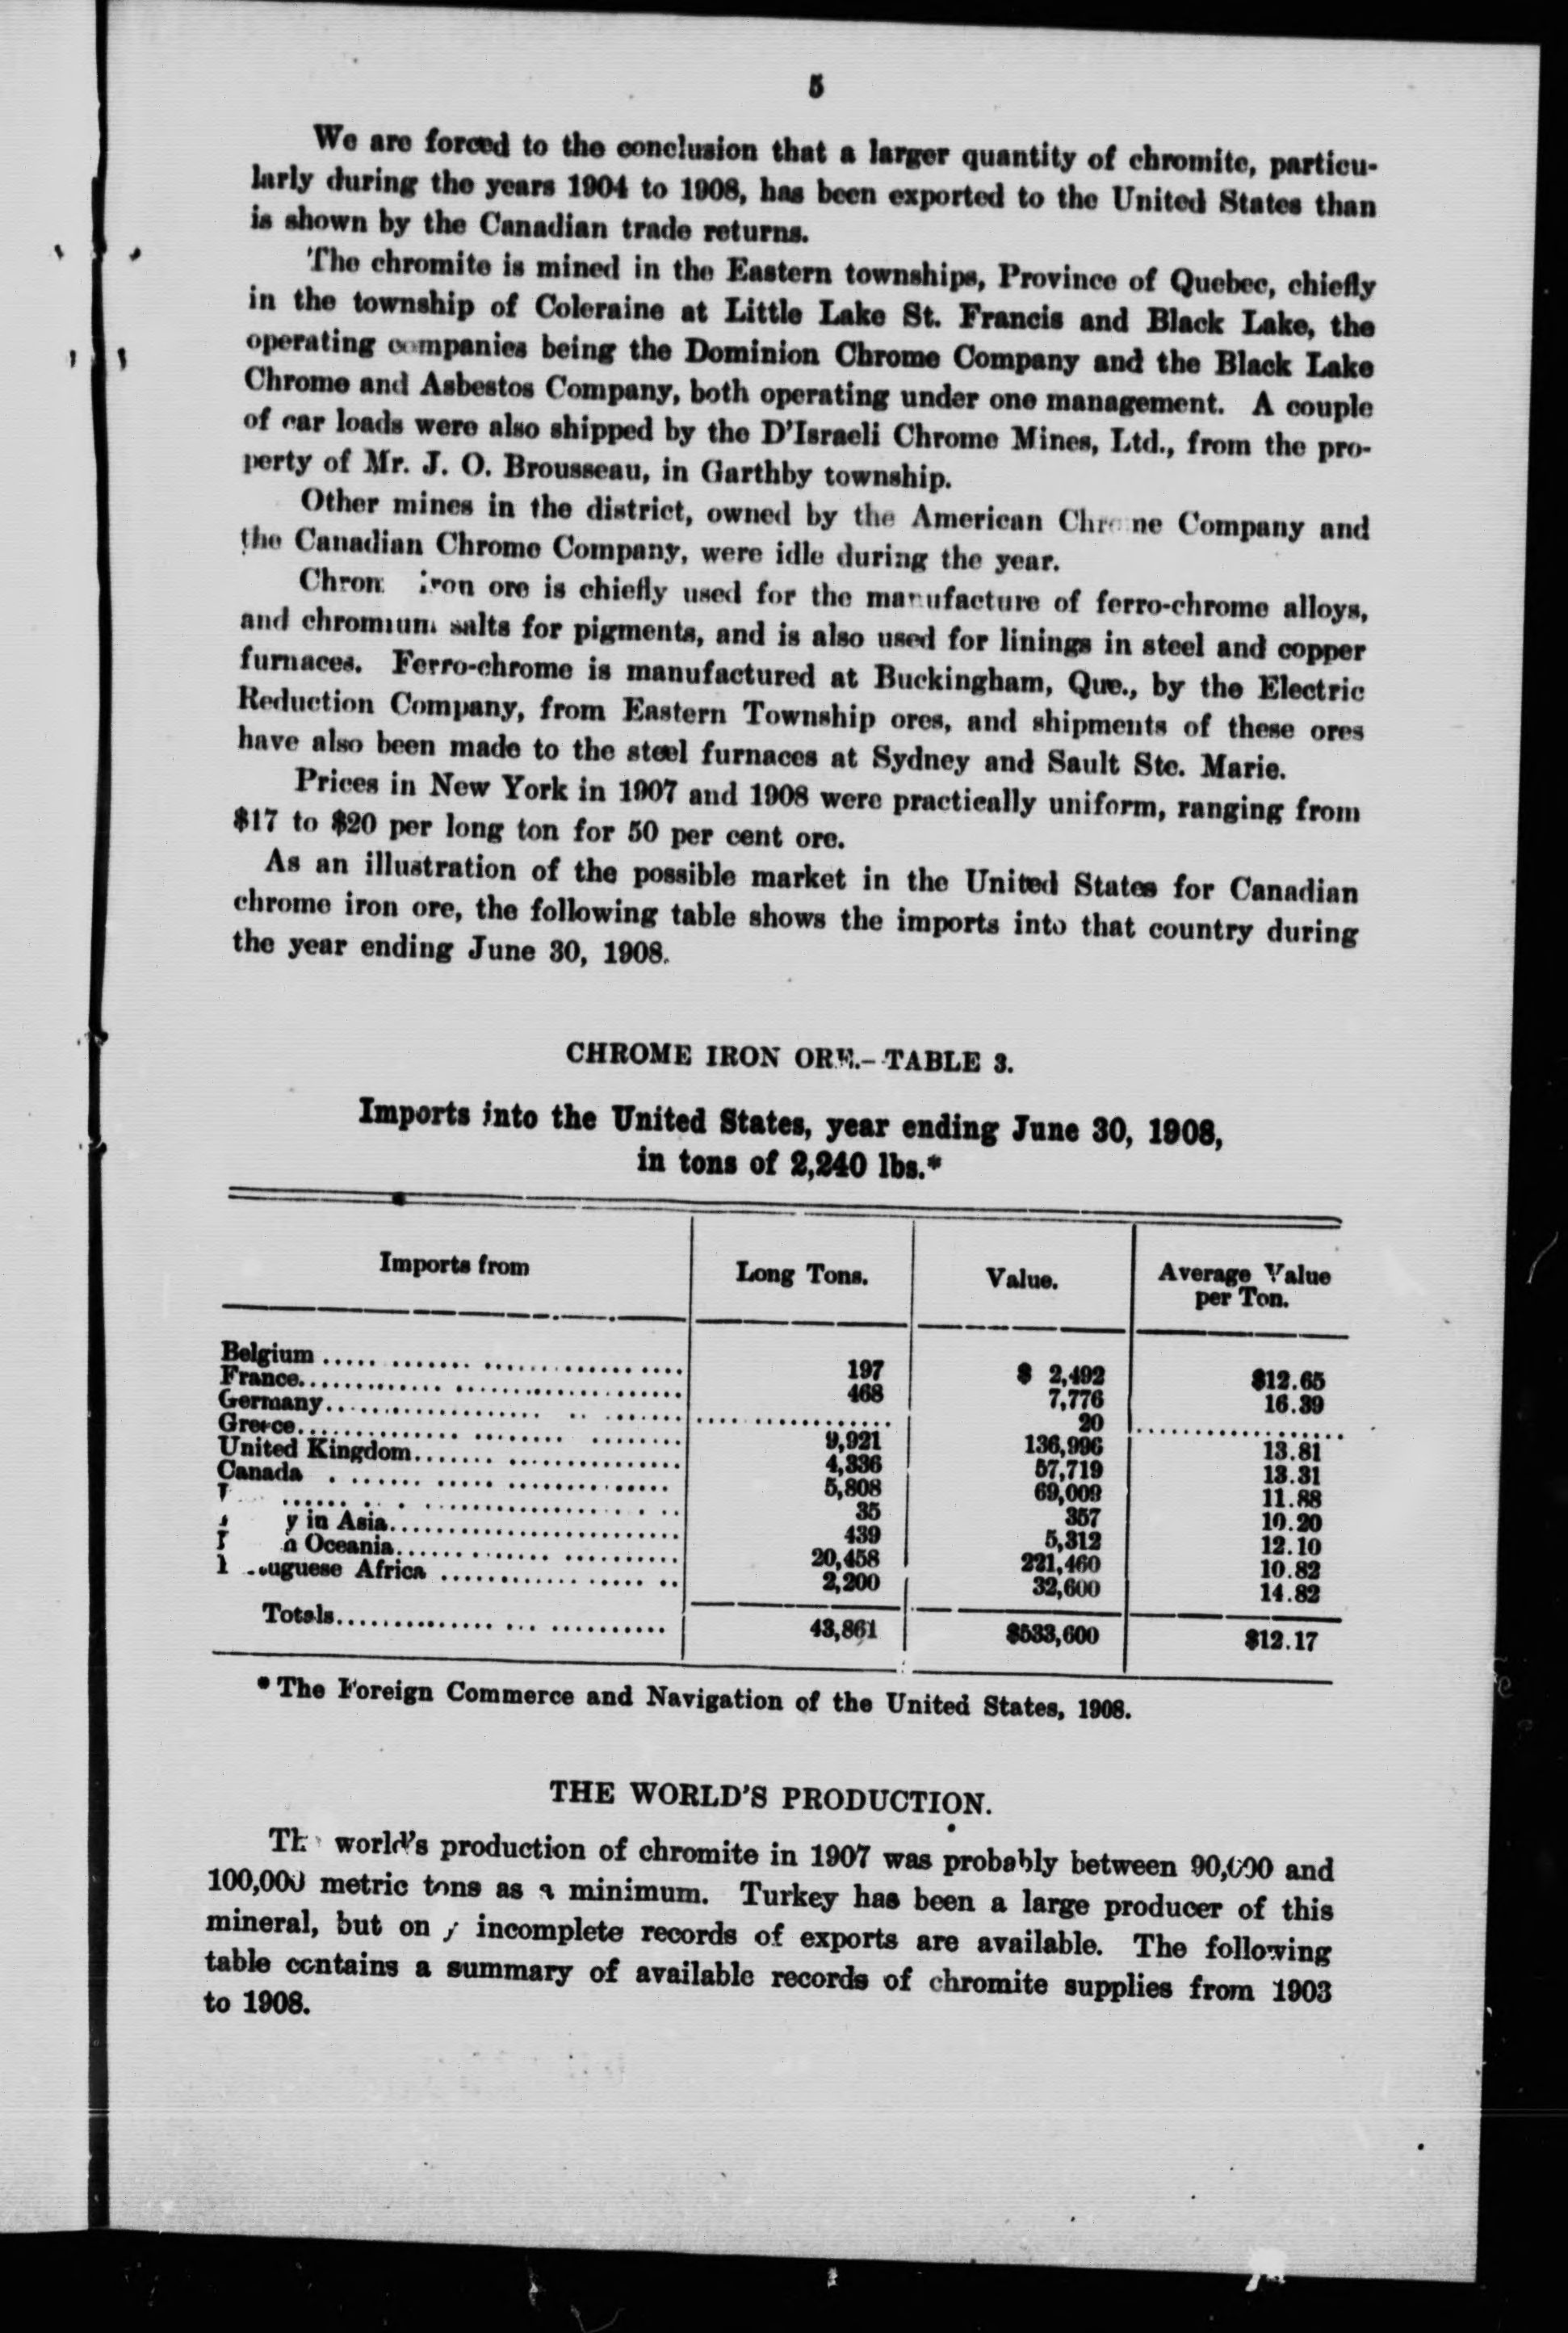 5
We are forced to the conclusion that a larger quantity of chromite, particu-
larly during the years 1904 to 1908, has been exported to the United States than
is shown by the Canadian trade returns.
The chromite is mined in the Eastern townships, Province of Quebec, chiefly
in the township of Coleraine at Little Lake St. Francis and Black Lake, the
operating companies being the Dominion Chrome Company and the Black Lake
Chrome and Asbestos Company, both operating under one management. A couple
of car loads were also shipped by the D'Israeli Chrome Mines, Ltd., from the pro-
perty of Mr. J. O. Brousseau, in Garthby township.
Other mines in the district, owned by the American Chrome Company and
the Canadian Chrome Company, were idle during the year.
iron ore is chiefly used for the manufacture of ferro-chrome alloys,
and chromium salts for pigments, and is also used for linings in steel and copper
furnaces. Ferro-chrome is manufactured at Buckingham, Que., by the Electric
Reduction Company, from Eastern Township ores, and shipments of these ores
have also been made to the steel furnaces at Sydney and Sault Ste. Marie.
Prices in New York in 1907 and 1908 were practically uniform, ranging from
$17 to $20 per long ton for 50 per cent ore.
As an illustration of the possible market in the United States for Canadian
chrome iron ore, the following table shows the imports into that country during
the year ending June 30, 1908.
CHROME IRON ORE.—TABLE 3.
Imports into the United States, year ending June 30, 1908,
in tons of 2,240 lbs.*
Imports from Long Tons. Value. Average Value
per Ton.
Belgium 197 $ 2,492 $12.65
France 468 7,776 16.39
Germany 20
Greece 9,921 136,996 13.81
United Kingdom 4,336 57,719 13.31
Canada 5,808 69,009 11.88
35 357 10.20
in Asia 439 5,312 12.10
Oceania 20,458 221,460 10.82
Portuguese Africa 2,200 32,600 14.82
Totals 43,861 $533,600 $12.17
* The Foreign Commerce and Navigation of the United States, 1908.
THE WORLD'S PRODUCTION.
The world's production of chromite in 1907 was probably between 90,000 and
100,000 metric tons as a minimum. Turkey has been a large producer of this
mineral, but only incomplete records of exports are available. The following
table contains a summary of available records of chromite supplies from 1903
to 1908.